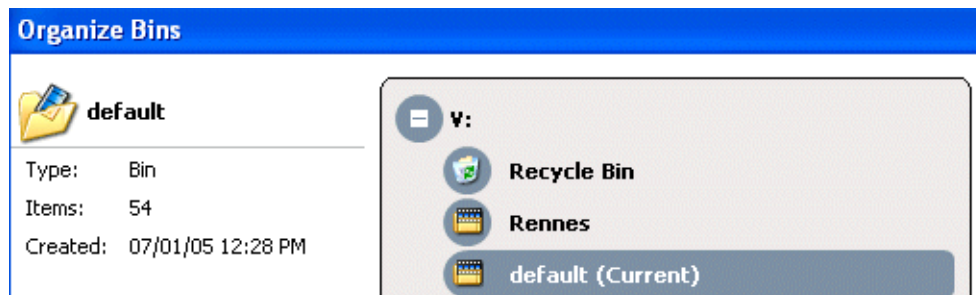 Organize Bins
default
Type: Bin
Items: 54
Created: 07/01/05 12:28 PM
V:
Recycle Bin
Rennes
default (Current)